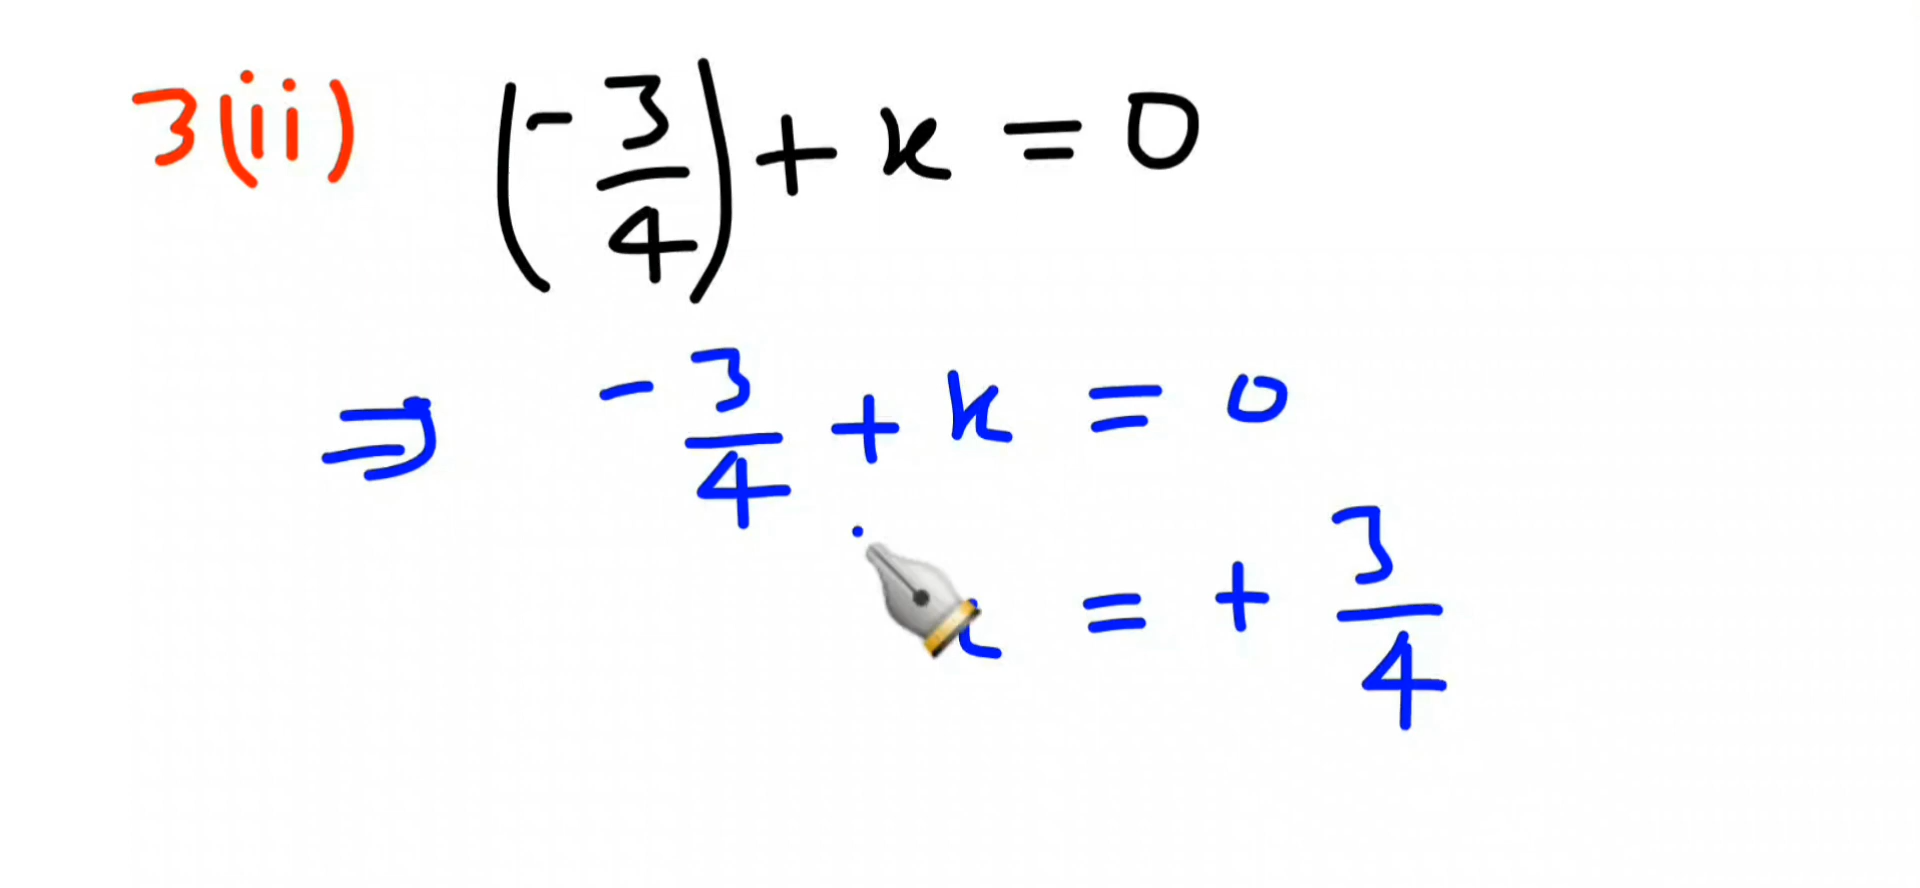 3(ii) (-3/4) + x = 0
⇒ -3/4 + x = 0
x = + 3/4